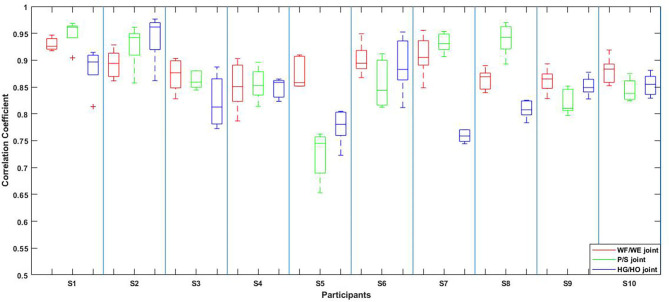 1
0.95
0.9
0.85
0.8
0.75
0.7
0.65
0.6
0.55
0.5
Correlation Coefficient
S1 S2 S3 S4 S5 S6 S7 S8 S9 S10
Participants
WF/WE joint
P/S joint
HG/HO joint